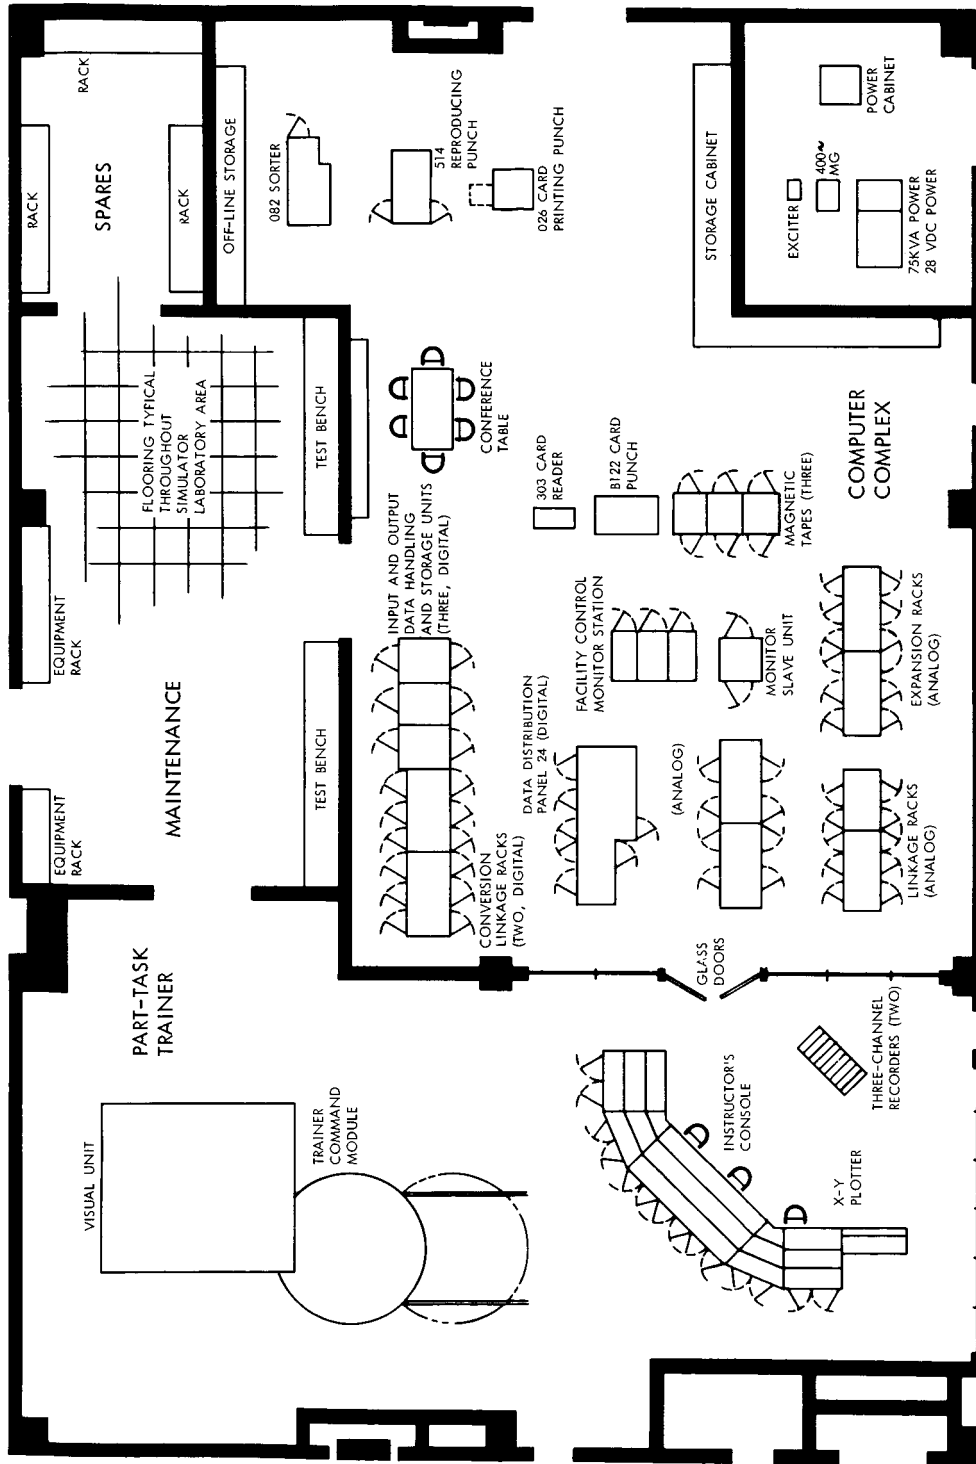 RACK
RACK
SPARES
RACK
OFF-LINE STORAGE
082 SORTER
514
REPRODUCING
PUNCH
026 CARD
PRINTING PUNCH
STORAGE CABINET
POWER
CABINET
EXCITER
400~
MG
75KVA POWER
28 VDC POWER
FLOORING TYPICAL
THROUGHOUT
SIMULATOR
LABORATORY AREA
TEST BENCH
CONFERENCE
TABLE
303 CARD
READER
B122 CARD
PUNCH
MAGNETIC
TAPES (THREE)
COMPUTER
COMPLEX
EQUIPMENT
RACK
MAINTENANCE
EQUIPMENT
RACK
TEST BENCH
INPUT AND OUTPUT
DATA HANDLING
AND STORAGE UNITS
(THREE, DIGITAL)
CONVERSION
LINKAGE RACKS
(TWO, DIGITAL)
FACILITY CONTROL
MONITOR STATION
DATA DISTRIBUTION
PANEL 24 (DIGITAL)
MONITOR
SLAVE UNIT
(ANALOG)
EXPANSION RACKS
(ANALOG)
LINKAGE RACKS
(ANALOG)
GLASS
DOORS
PART-TASK
TRAINER
VISUAL UNIT
TRAINER
COMMAND
MODULE
INSTRUCTOR'S
CONSOLE
THREE-CHANNEL
RECORDERS (TWO)
X-Y
PLOTTER